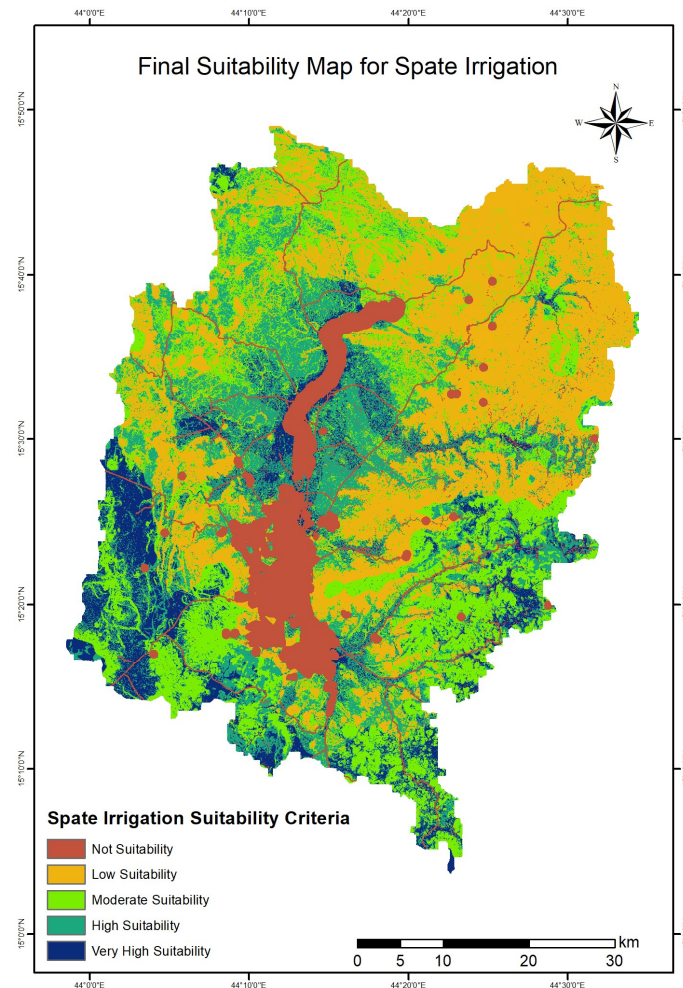 44°0'0"E 44°10'0"E 44°20'0"E 44°30'0"E
Final Suitability Map for Spate Irrigation
N
W E
S
15°50'0"N
15°40'0"N
15°30'0"N
15°20'0"N
15°10'0"N
15°0'0"N
Spate Irrigation Suitability Criteria
Not Suitability
Low Suitability
Moderate Suitability
High Suitability
Very High Suitability
km
0 5 10 20 30
44°0'0"E 44°10'0"E 44°20'0"E 44°30'0"E